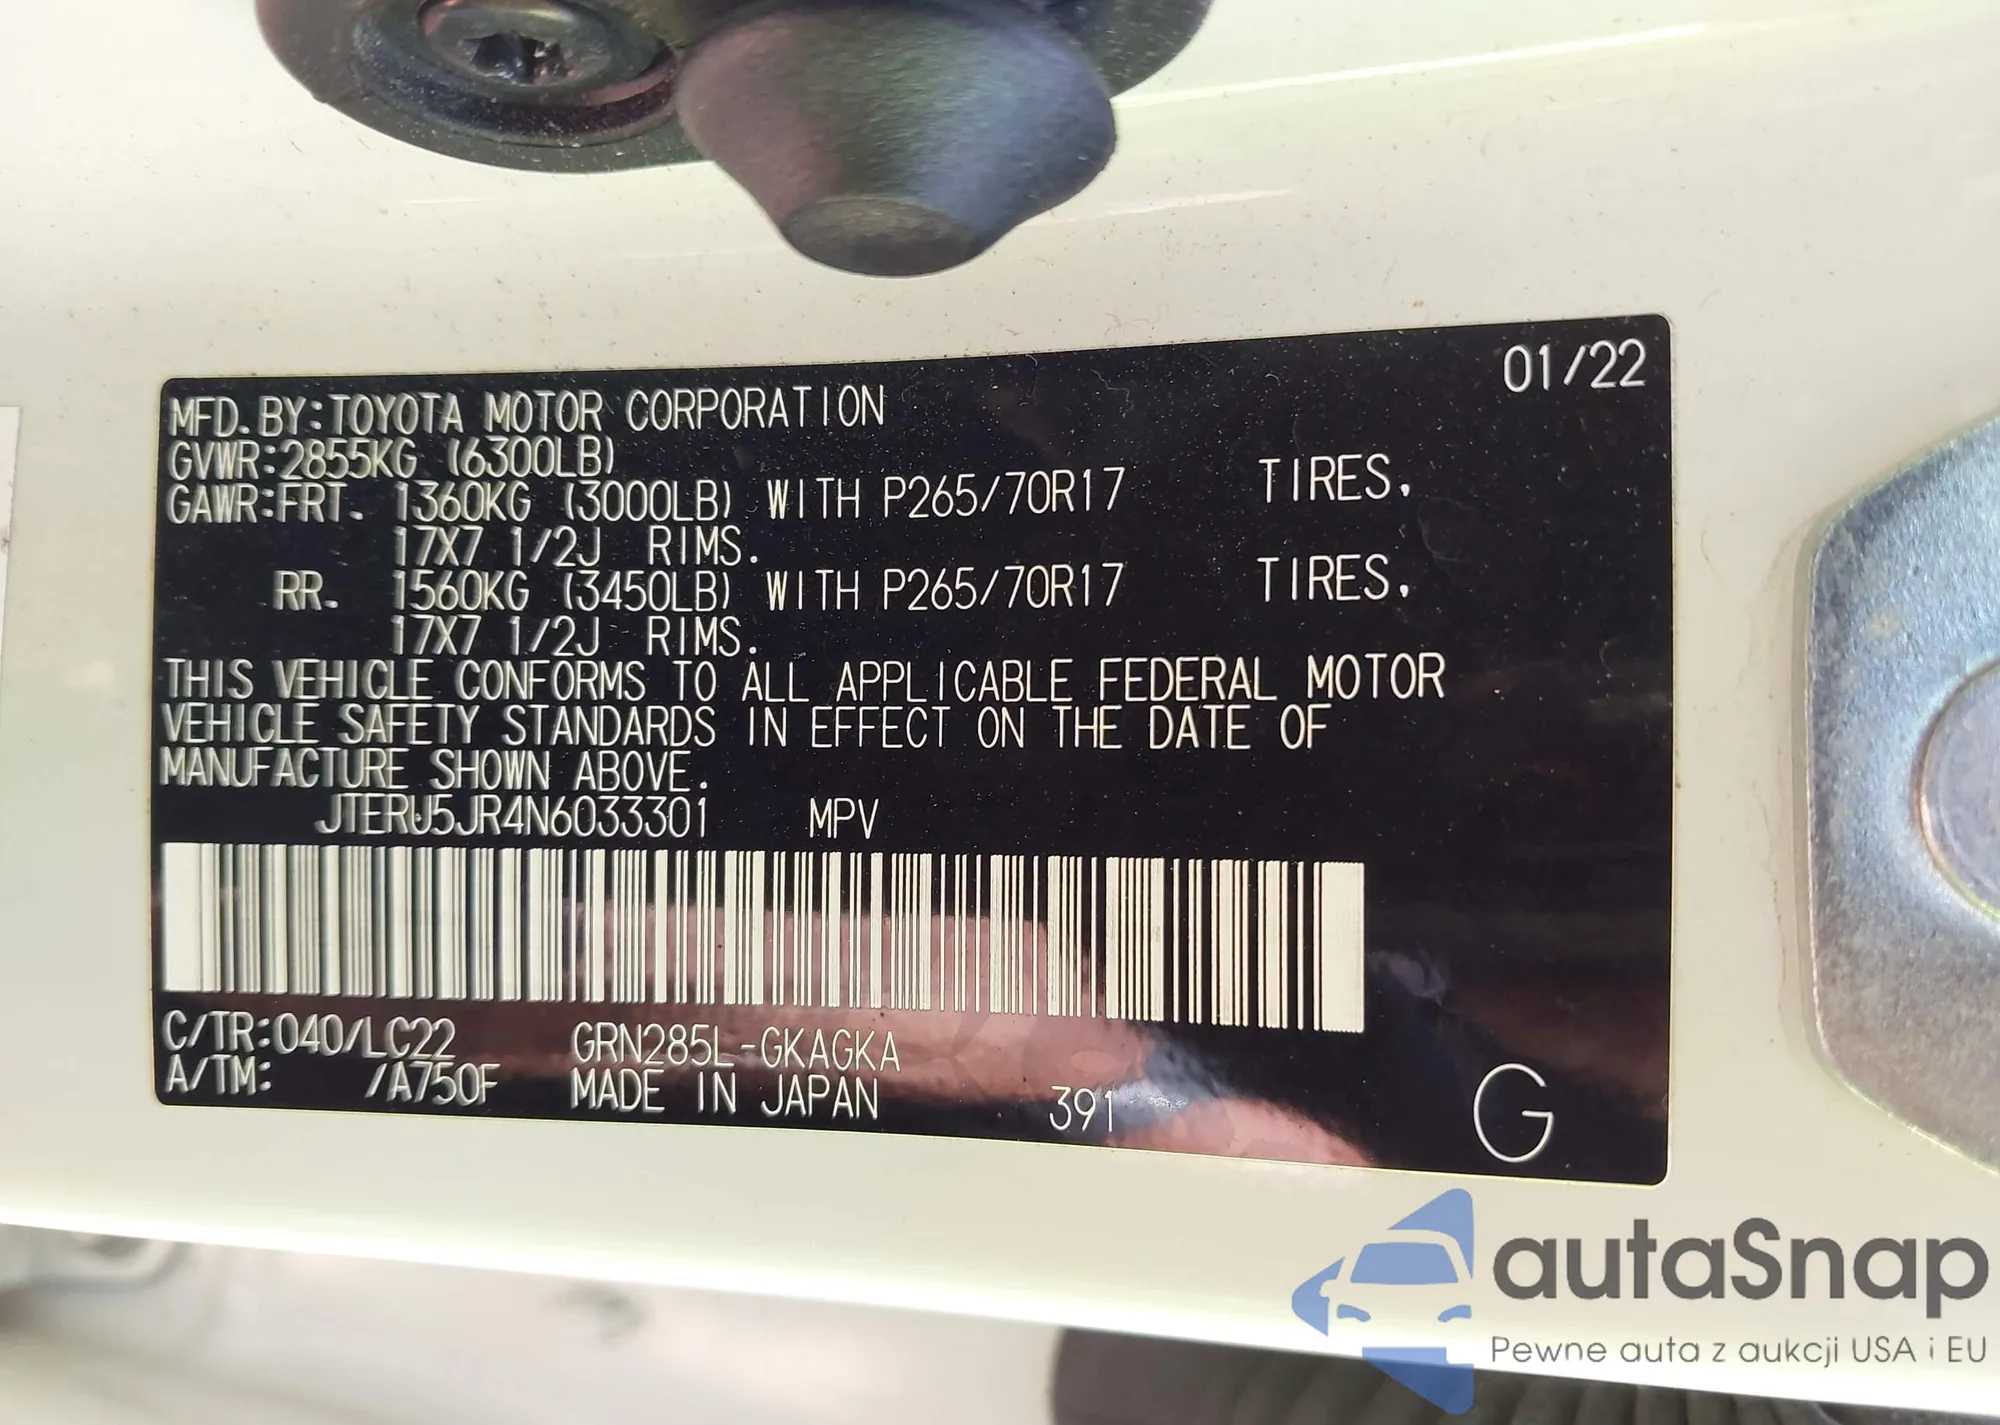 01/22
MFD.BY:TOYOTA MOTOR CORPORATION
GVWR:2855KG (6300LB)
GAWR:FRT. 1360KG (3000LB) WITH P265/70R17 TIRES,
17X7 1/2J RIMS.
RR. 1560KG (3450LB) WITH P265/70R17 TIRES,
17X7 1/2J RIMS.
THIS VEHICLE CONFORMS TO ALL APPLICABLE FEDERAL MOTOR
VEHICLE SAFETY STANDARDS IN EFFECT ON THE DATE OF
MANUFACTURE SHOWN ABOVE.
JTERU5JR4N6033301 MPV
C/TR:040/LC22 GRN285L-GKAGKA
A/TM: /A750F MADE IN JAPAN 391 G
autaSnap
Pewne auta z aukcji USA i EU